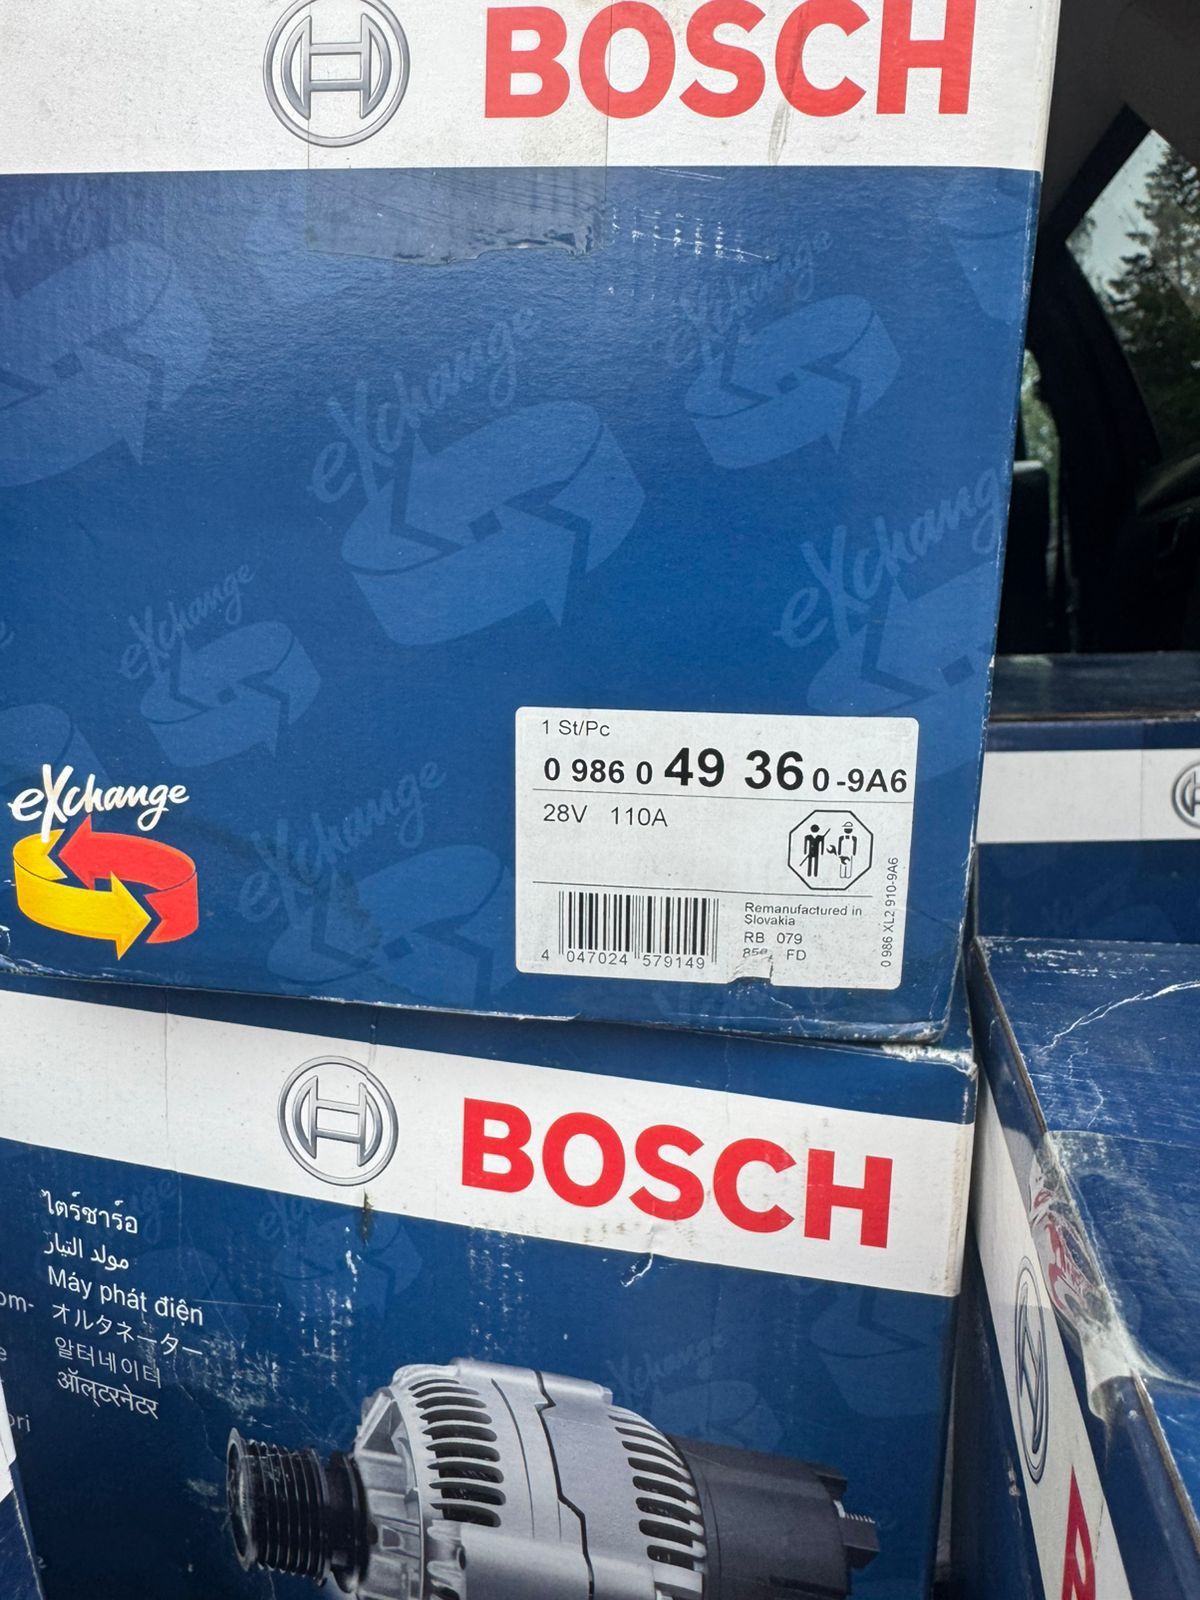 BOSCH
eXchange
eXchange
eXchange
eXchange
eXchange
1 St/Pc
0 986 0 49 36 0 -9A6
28V 110A
eXchange
eXchange
Remanufactured in
Slovakia
RB 079
FD
4 047024 579149
0 986 XL2 910-9A6
BOSCH
ไดร์ชาร์จ
مولد التيار
Máy phát điện
オルタネーター
알터네이터
ऑल्टरनेटर
eXchange